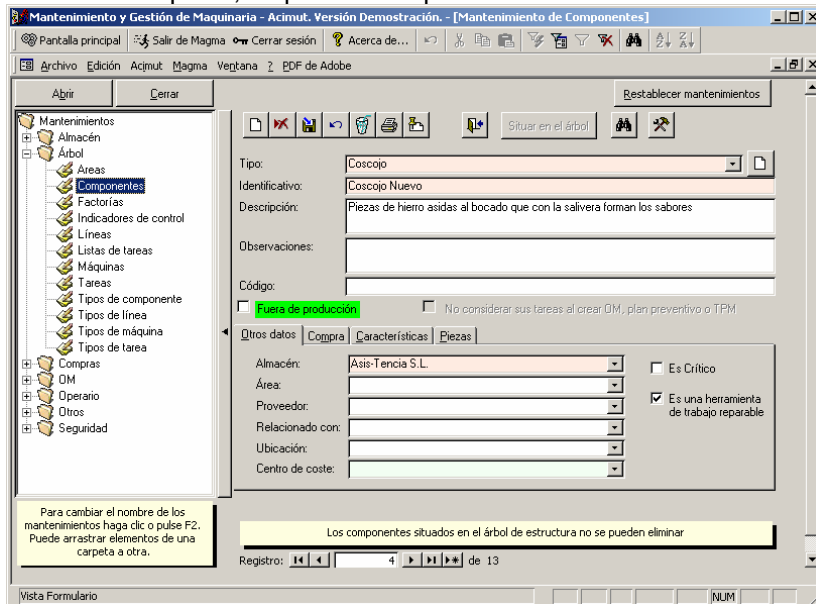 Mantenimiento y Gestión de Maquinaria - Acimut. Versión Demostración. - [Mantenimiento de Componentes]
Pantalla principal Salir de Magma Cerrar sesión Acerca de...
Archivo Edición Acimut Magma Ventana ? PDF de Adobe
Abrir Cerrar Restablecer mantenimientos
Mantenimientos
Almacén
Árbol
Areas
Componentes
Factorías
Indicadores de control
Líneas
Listas de tareas
Máquinas
Tareas
Tipos de componente
Tipos de línea
Tipos de máquina
Tipos de tarea
Compras
OM
Operario
Otros
Seguridad
Para cambiar el nombre de los
mantenimientos haga clic o pulse F2.
Puede arrastrar elementos de una
carpeta a otra.
Situar en el árbol
Tipo: Coscojo
Identificativo: Coscojo Nuevo
Descripción: Piezas de hierro asidas al bocado que con la salivera forman los sabores
Observaciones:
Código:
Fuera de producción No considerar sus tareas al crear OM, plan preventivo o TPM
Otros datos Compra Características Piezas
Almacén: Asis-Tencia S.L.
Área:
Proveedor:
Relacionado con:
Ubicación:
Centro de coste:
Es Crítico
Es una herramienta
de trabajo reparable
Los componentes situados en el árbol de estructura no se pueden eliminar
Registro: 4 de 13
Vista Formulario NUM